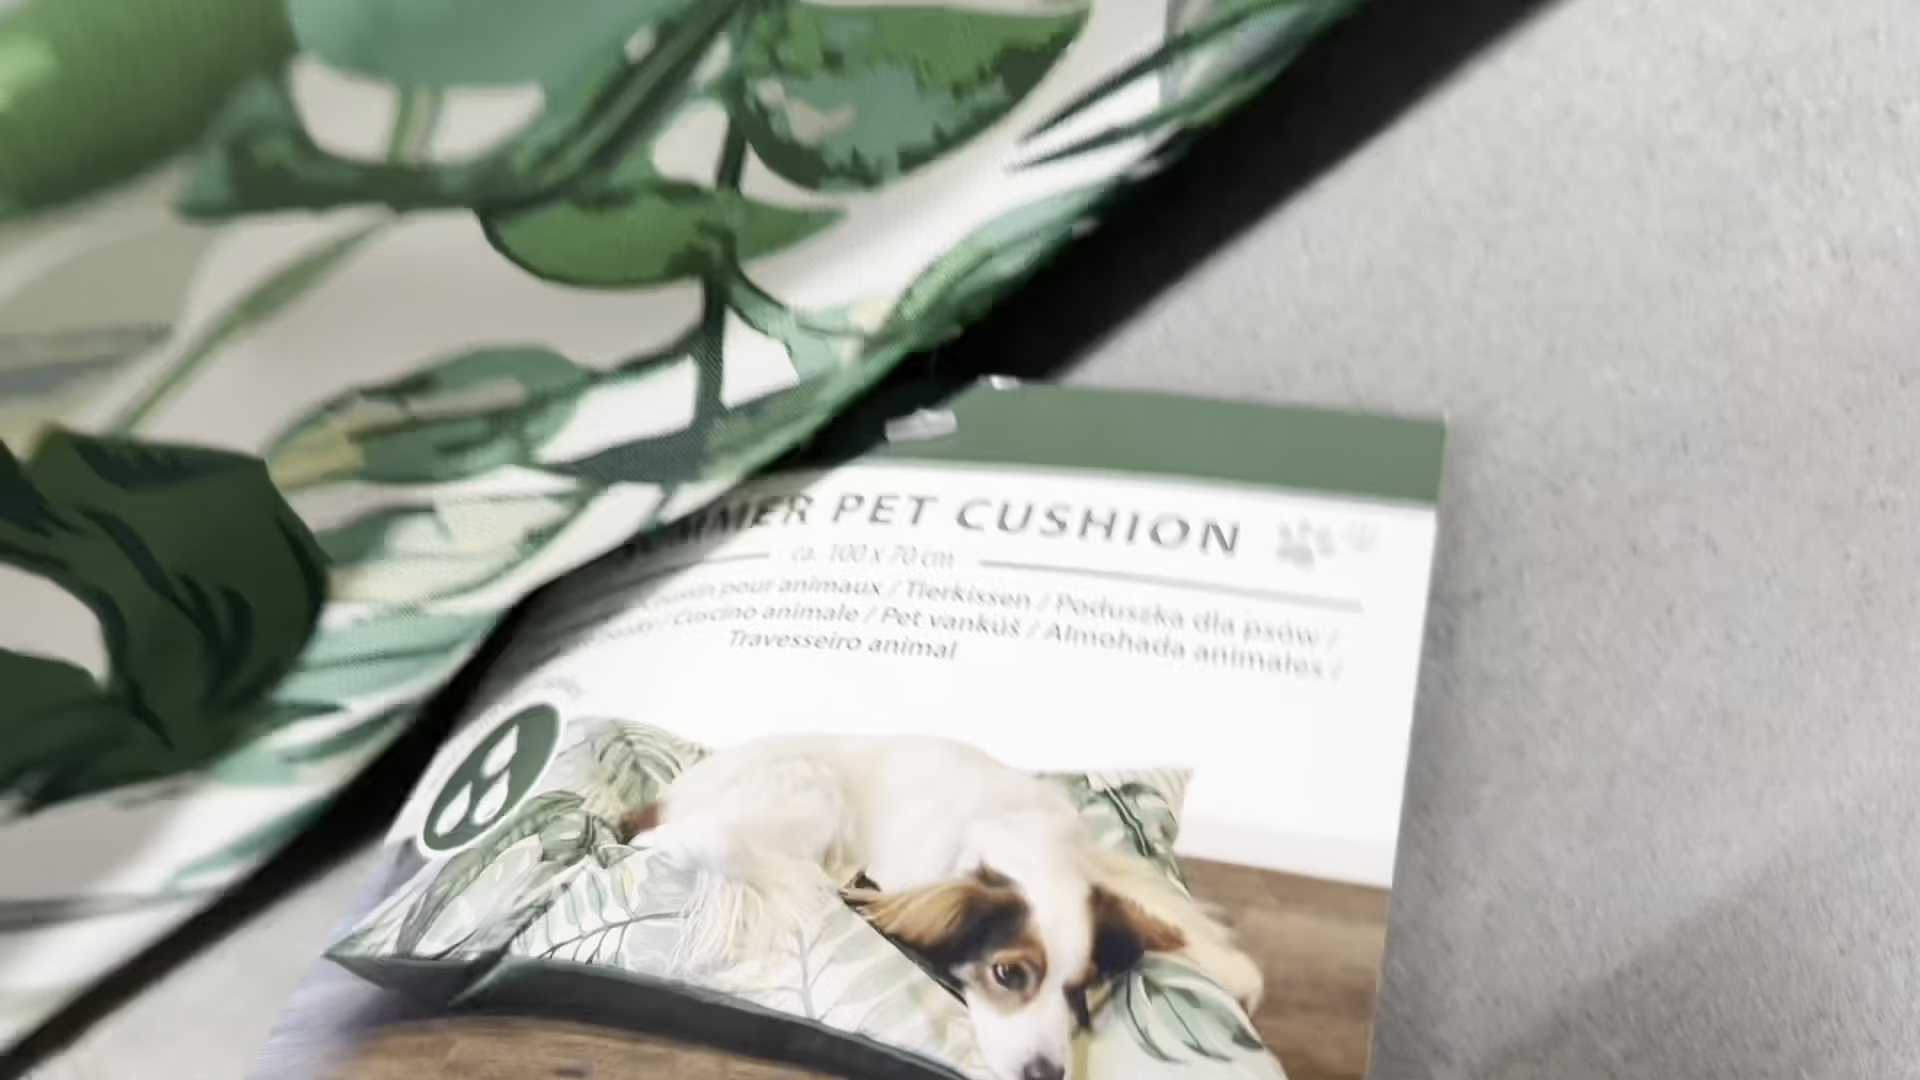 PET CUSHION
ca. 100 x 70 cm
pour animaux / Tierkissen / Poduszka dla psów /
Cuscino animale / Pet vankúš / Almohada animales /
Travesseiro animal